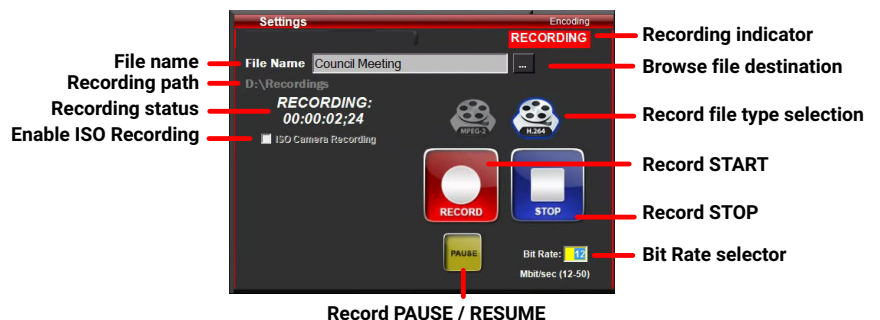 Settings
Encoding
RECORDING
Recording indicator
File name
File Name
Council Meeting
...
Browse file destination
Recording path
D:\Recordings
Recording status
RECORDING:
00:00:02;24
MPEG-2
H.264
Record file type selection
Enable ISO Recording
ISO Camera Recording
Record START
RECORD
STOP
Record STOP
PAUSE
Bit Rate: 12
Bit Rate selector
Mbit/sec (12-50)
Record PAUSE / RESUME